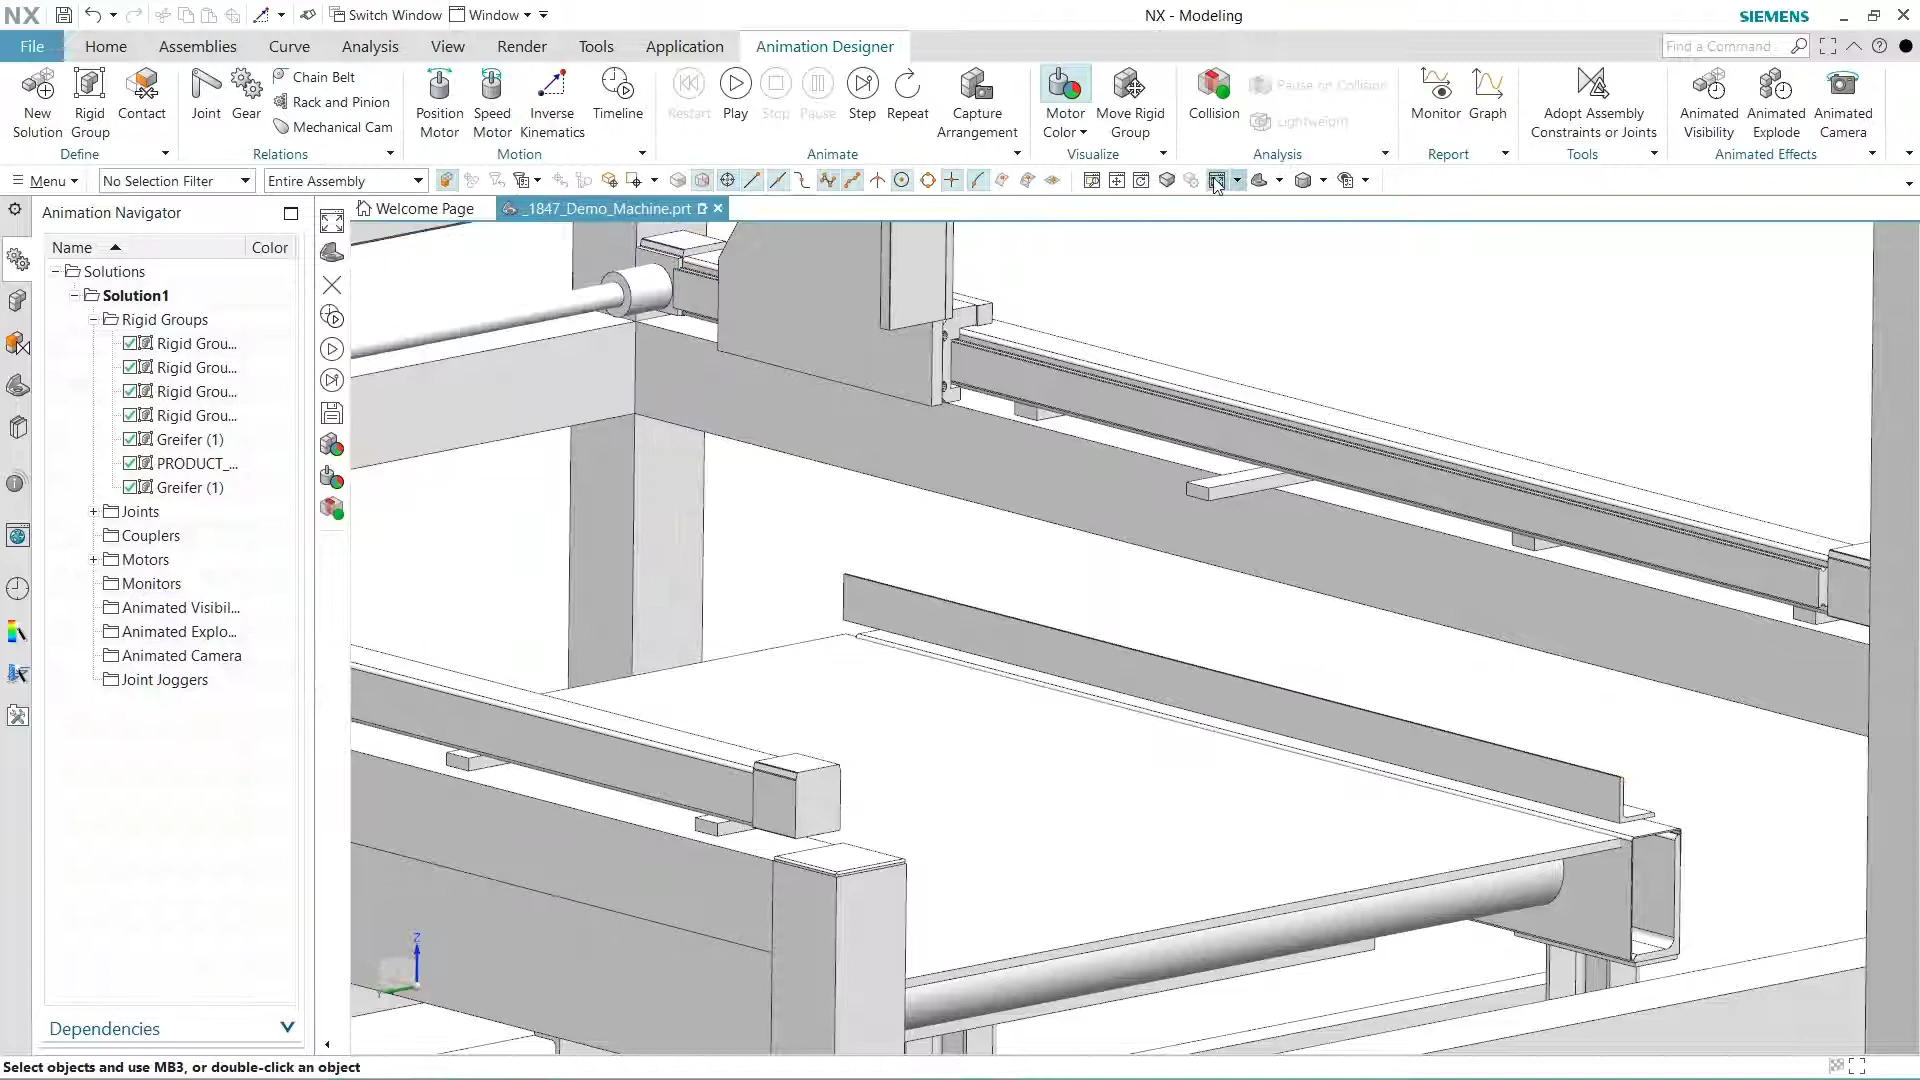 NX
Switch Window
Window
NX - Modeling
SIEMENS
File
Home
Assemblies
Curve
Analysis
View
Render
Tools
Application
Animation Designer
Find a Command
New Solution
Rigid Group
Contact
Define
Joint
Gear
Chain Belt
Rack and Pinion
Mechanical Cam
Relations
Position Motor
Speed Motor
Inverse Kinematics
Timeline
Motion
Restart
Play
Stop
Pause
Step
Repeat
Capture Arrangement
Animate
Motor Color
Move Rigid Group
Visualize
Collision
Pause on Collision
Lightweight
Analysis
Monitor
Graph
Report
Adopt Assembly Constraints or Joints
Tools
Animated Visibility
Animated Explode
Animated Camera
Animated Effects
Menu
No Selection Filter
Entire Assembly
Animation Navigator
Welcome Page
_1847_Demo_Machine.prt
Name
Color
Solutions
Solution1
Rigid Groups
Rigid Grou...
Rigid Grou...
Rigid Grou...
Rigid Grou...
Greifer (1)
PRODUCT_...
Greifer (1)
Joints
Couplers
Motors
Monitors
Animated Visibil...
Animated Explo...
Animated Camera
Joint Joggers
Z
Y
Dependencies
Select objects and use MB3, or double-click an object